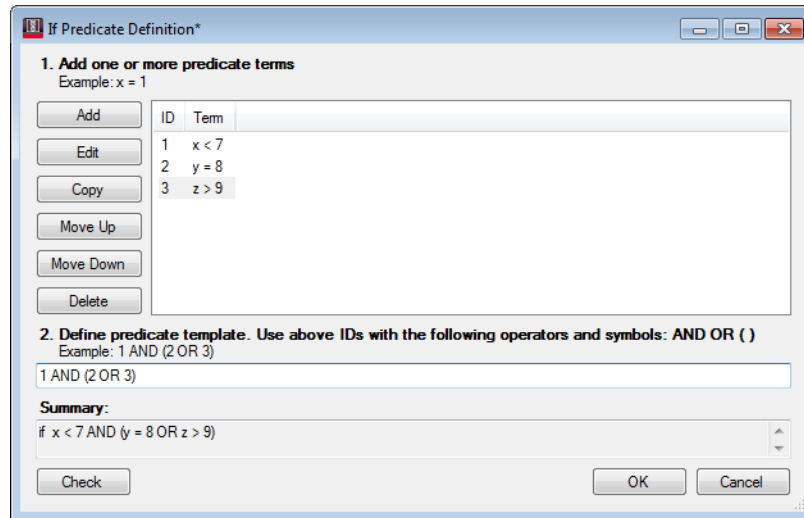 If Predicate Definition*
1. Add one or more predicate terms
Example: x = 1
Add
Edit
Copy
Move Up
Move Down
Delete
ID Term
1 x < 7
2 y = 8
3 z > 9
2. Define predicate template. Use above IDs with the following operators and symbols: AND OR ( )
Example: 1 AND (2 OR 3)
1 AND (2 OR 3)
Summary:
if x < 7 AND (y = 8 OR z > 9)
Check
OK
Cancel